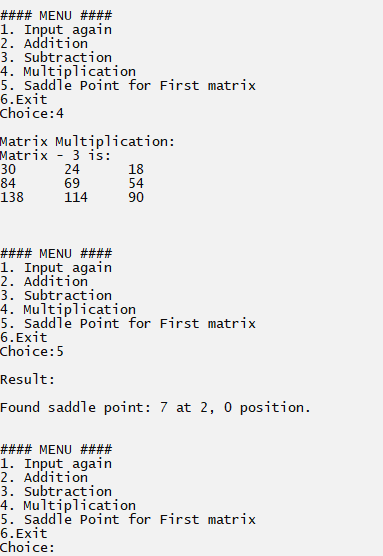 #### MENU ####
1. Input again
2. Addition
3. Subtraction
4. Multiplication
5. Saddle Point for First matrix
6.Exit
Choice:4
Matrix Multiplication:
Matrix - 3 is:
30 24 18
84 69 54
138 114 90
#### MENU ####
1. Input again
2. Addition
3. Subtraction
4. Multiplication
5. Saddle Point for First matrix
6.Exit
Choice:5
Result:
Found saddle point: 7 at 2, 0 position.
#### MENU ####
1. Input again
2. Addition
3. Subtraction
4. Multiplication
5. Saddle Point for First matrix
6.Exit
Choice: